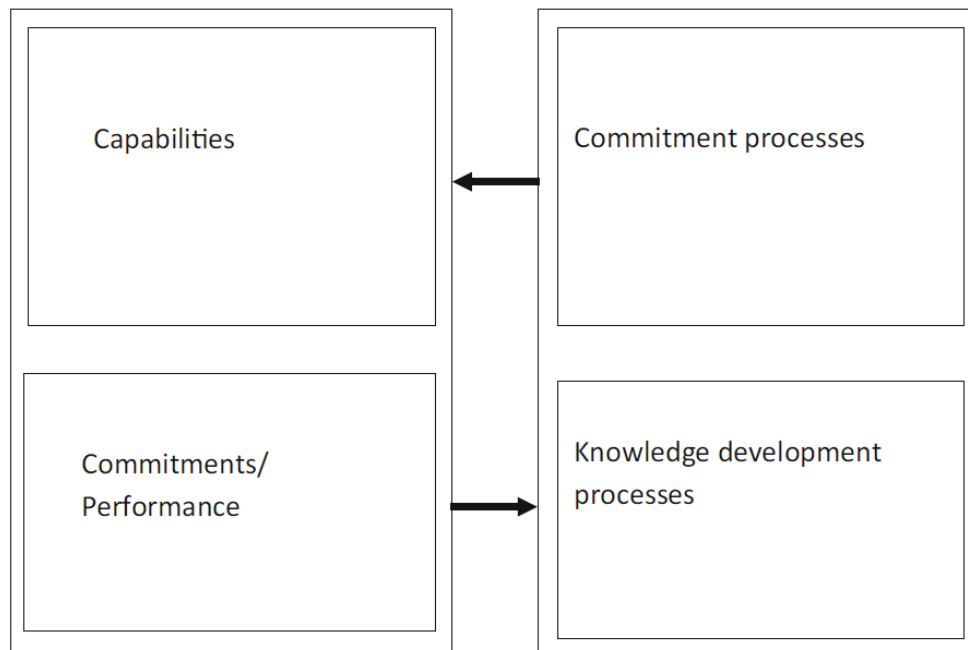 Capabilities
Commitment processes
Commitments/
Performance
Knowledge development
processes